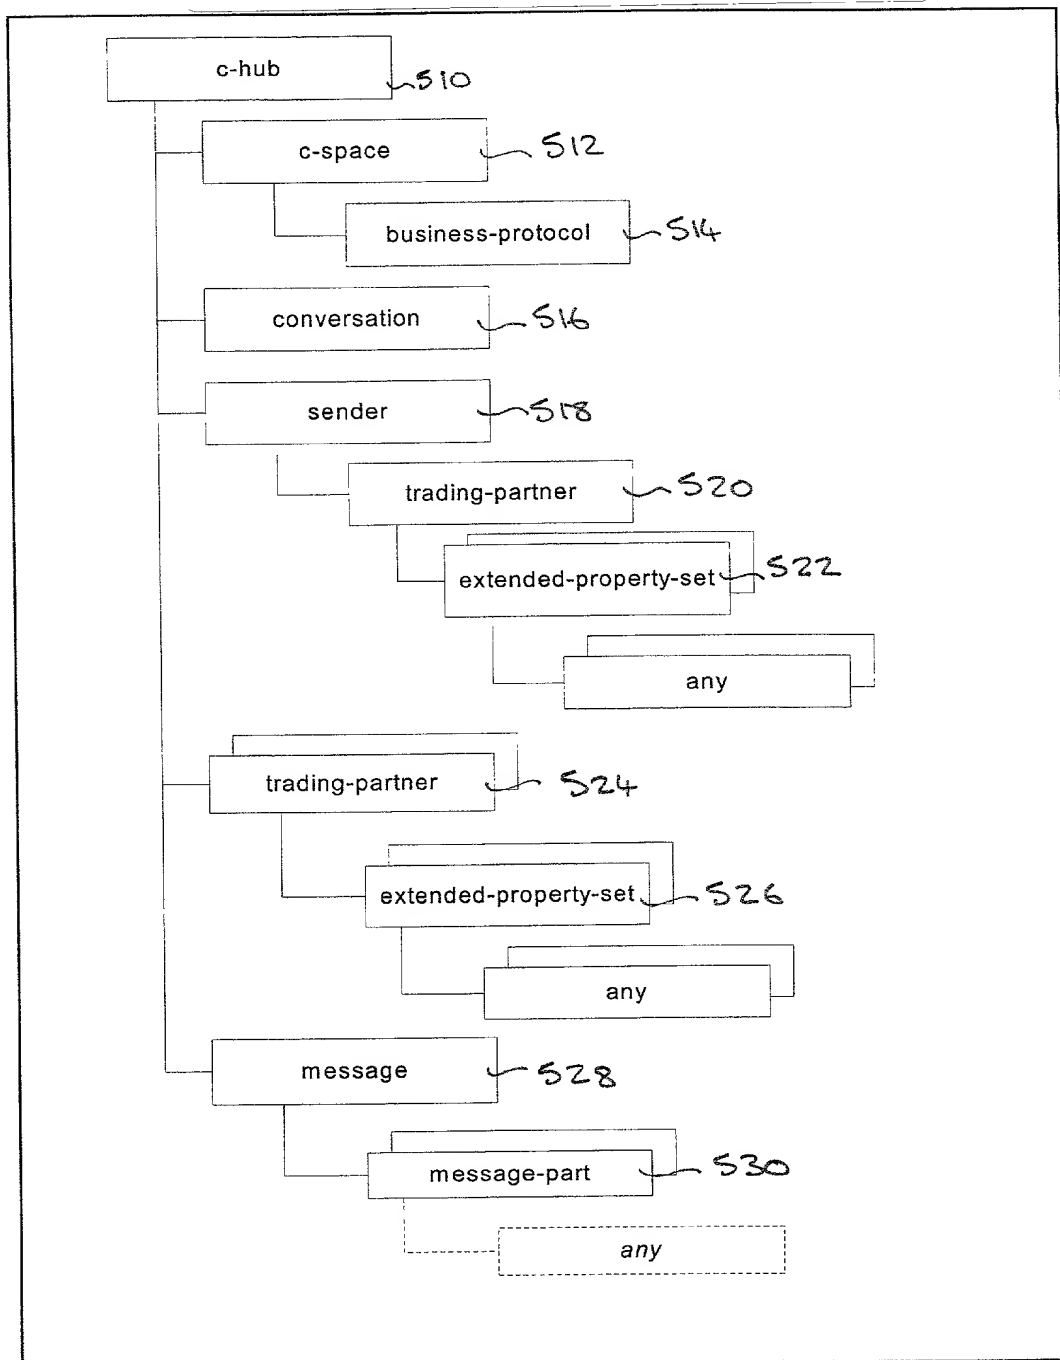 c-hub 510
c-space 512
business-protocol 514
conversation 516
sender 518
trading-partner 520
extended-property-set 522
any
trading-partner 524
extended-property-set 526
any
message 528
message-part 530
any